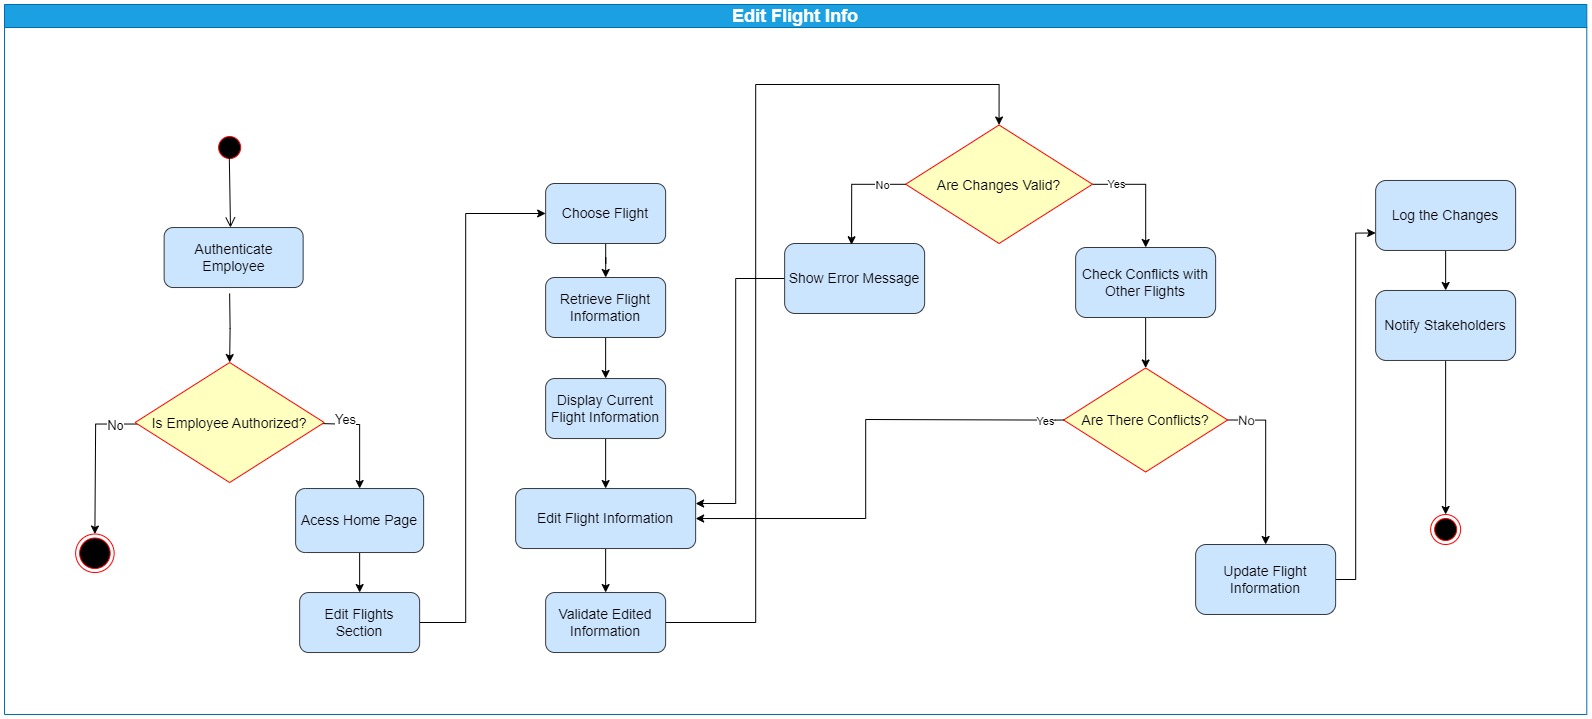 Edit Flight Info
Authenticate
Employee
Is Employee Authorized?
No
Yes
Acess Home Page
Edit Flights
Section
Choose Flight
Retrieve Flight
Information
Display Current
Flight Information
Edit Flight Information
Validate Edited
Information
Are Changes Valid?
No
Yes
Show Error Message
Check Conflicts with
Other Flights
Are There Conflicts?
Yes
No
Update Flight
Information
Log the Changes
Notify Stakeholders